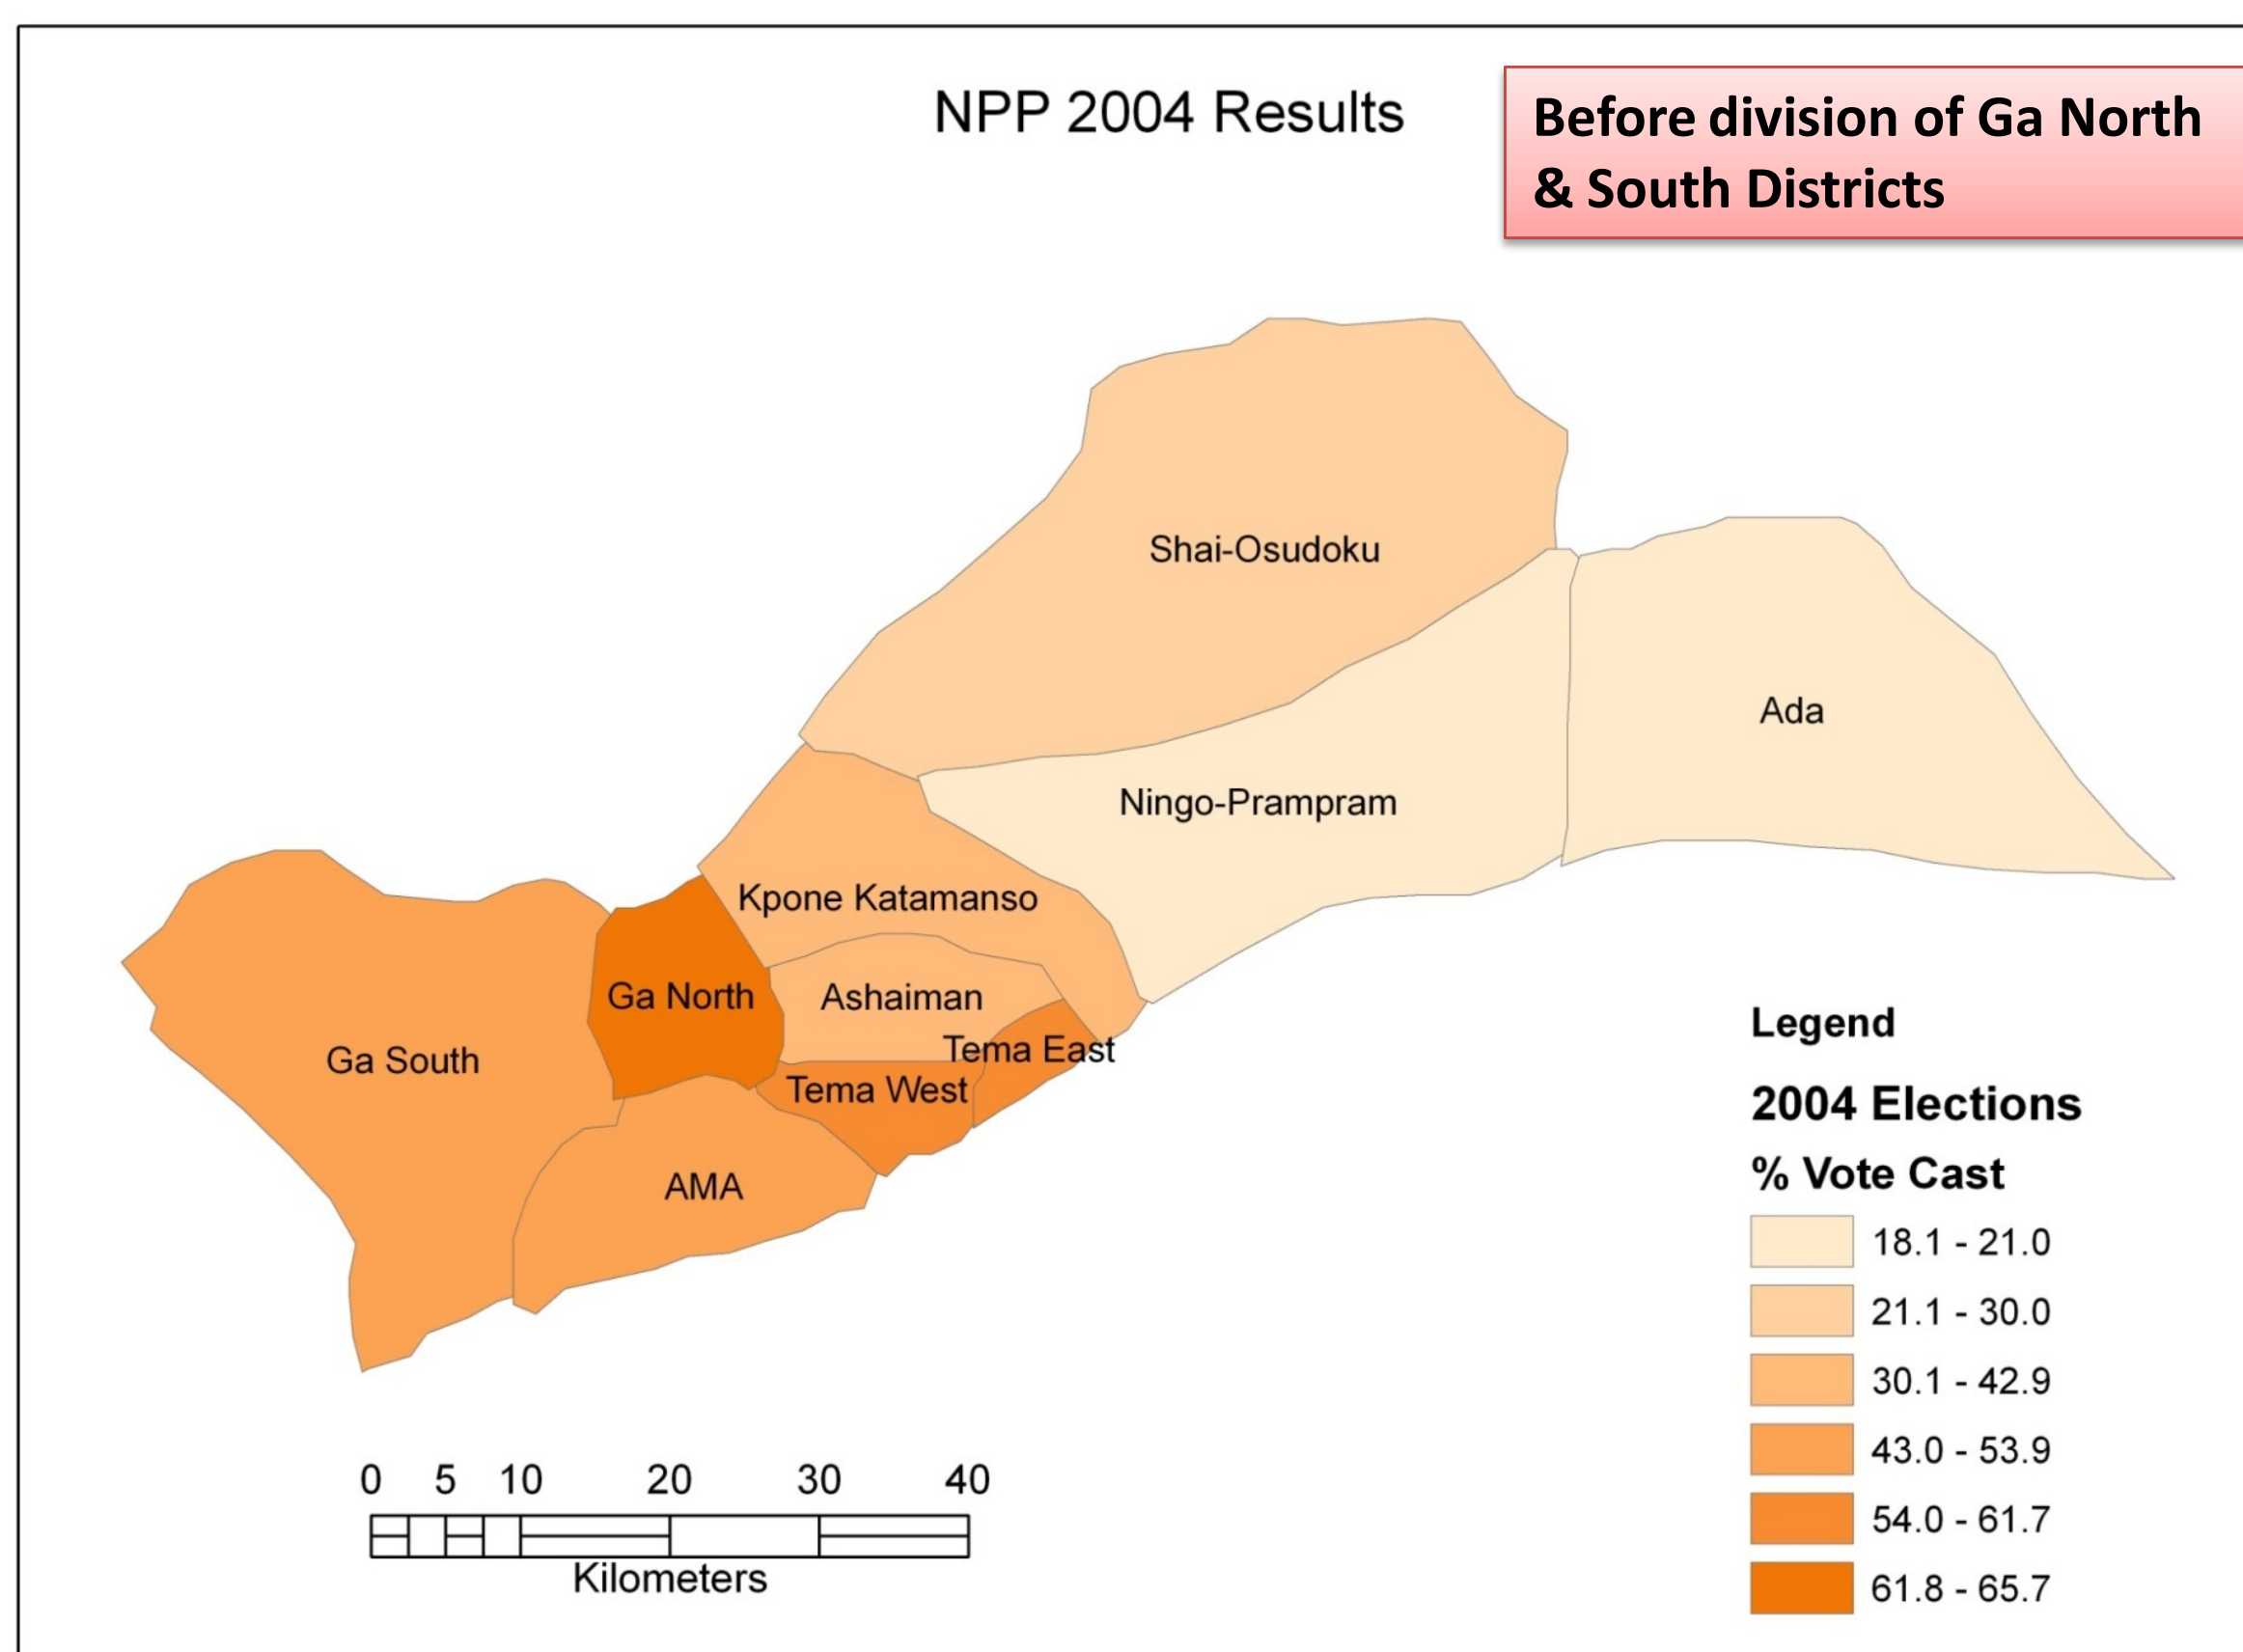 NPP 2004 Results
Before division of Ga North
& South Districts
Shai-Osudoku
Ada
Ningo-Prampram
Kpone Katamanso
Ga North
Ashaiman
Ga South
Tema East
Tema West
AMA
Legend
2004 Elections
% Vote Cast
18.1 - 21.0
21.1 - 30.0
30.1 - 42.9
43.0 - 53.9
54.0 - 61.7
61.8 - 65.7
0 5 10 20 30 40
Kilometers